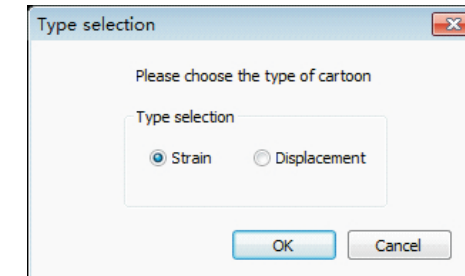 Type selection
Please choose the type of cartoon
Type selection
Strain Displacement
OK Cancel